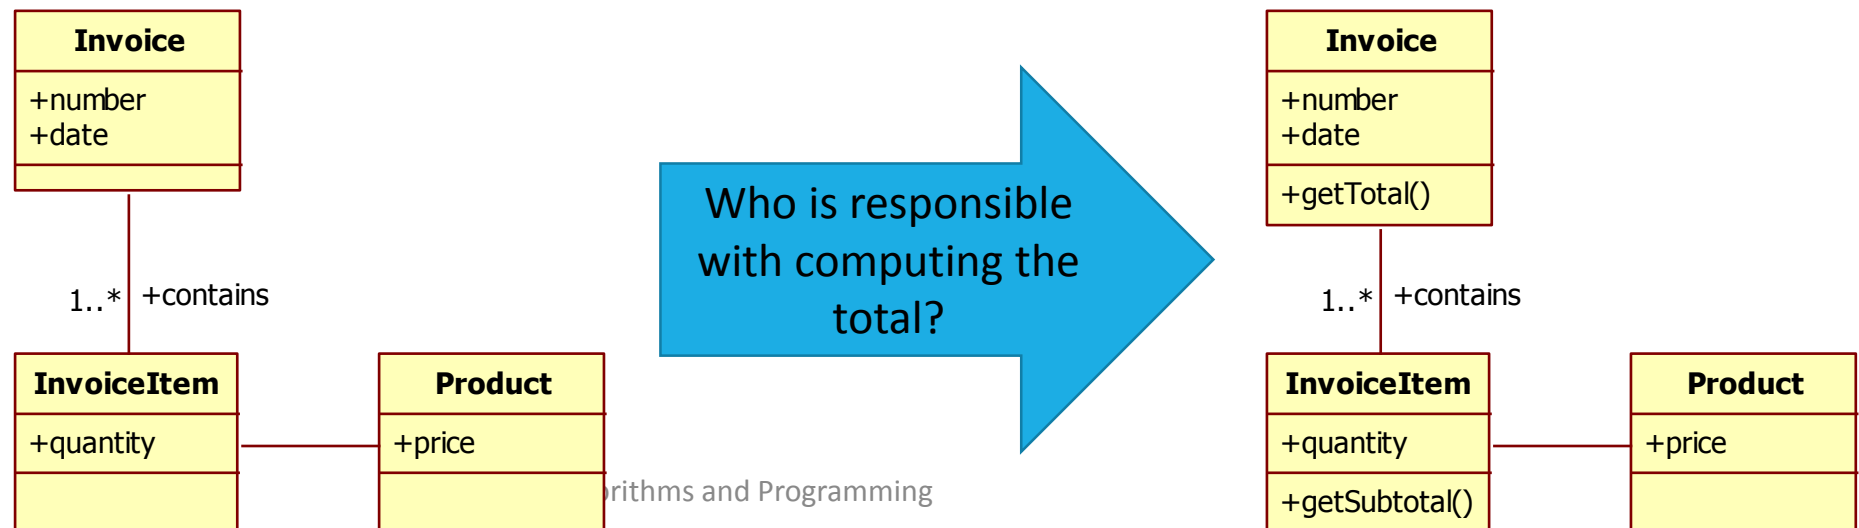 Invoice
+number
+date
1..* +contains
InvoiceItem
+quantity
Product
+price
Who is responsible
with computing the
total?
and Programming
Invoice
+number
+date
+getTotal()
1..* +contains
InvoiceItem
+quantity
+getSubtotal()
Product
+price